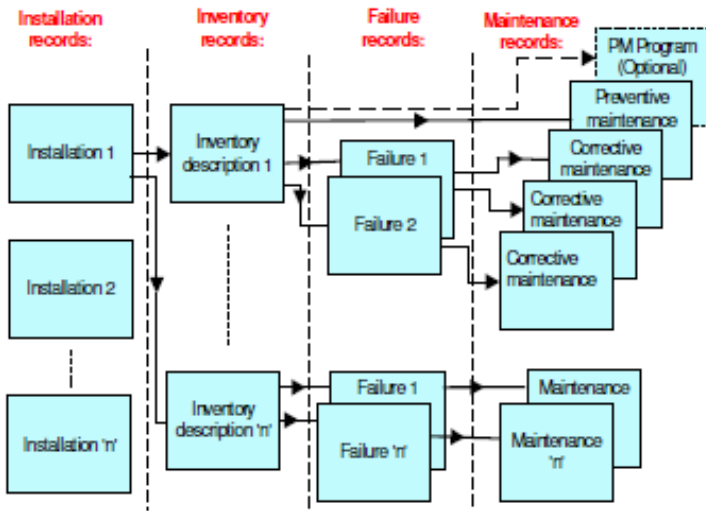 Installation
records:
Inventory
records:
Failure
records:
Maintenance
records:
PM Program
(Optional)
Preventive
maintenance
Installation 1
Inventory
description 1
Failure 1
Corrective
maintenance
Corrective
maintenance
Failure 2
Corrective
maintenance
Installation 2
Installation 'n'
Inventory
description 'n'
Failure 1
Maintenance
Failure 'n'
Maintenance
'n'